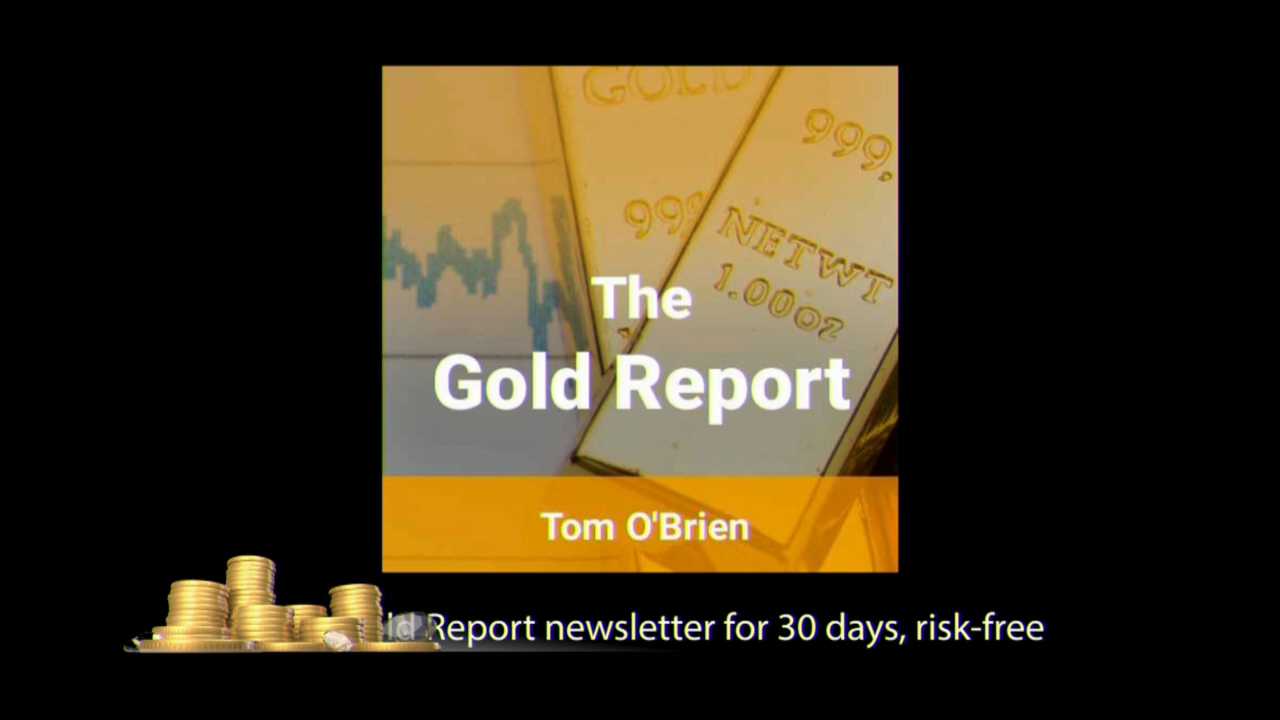 GOLD
999.
999
NETWT
1.00oz
The
Gold Report
Tom O'Brien
Report newsletter for 30 days, risk-free